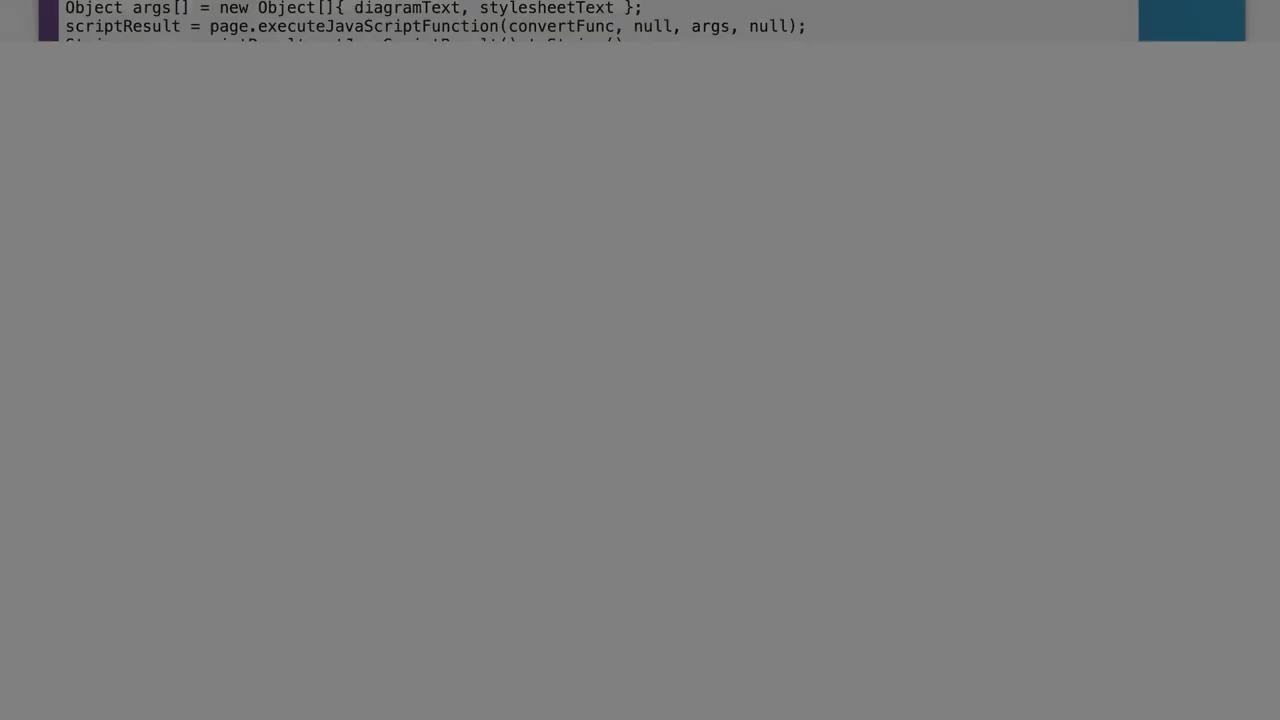 Object args[] = new Object[]{ diagramText, stylesheetText };
scriptResult = page.executeJavaScriptFunction(convertFunc, null, args, null);